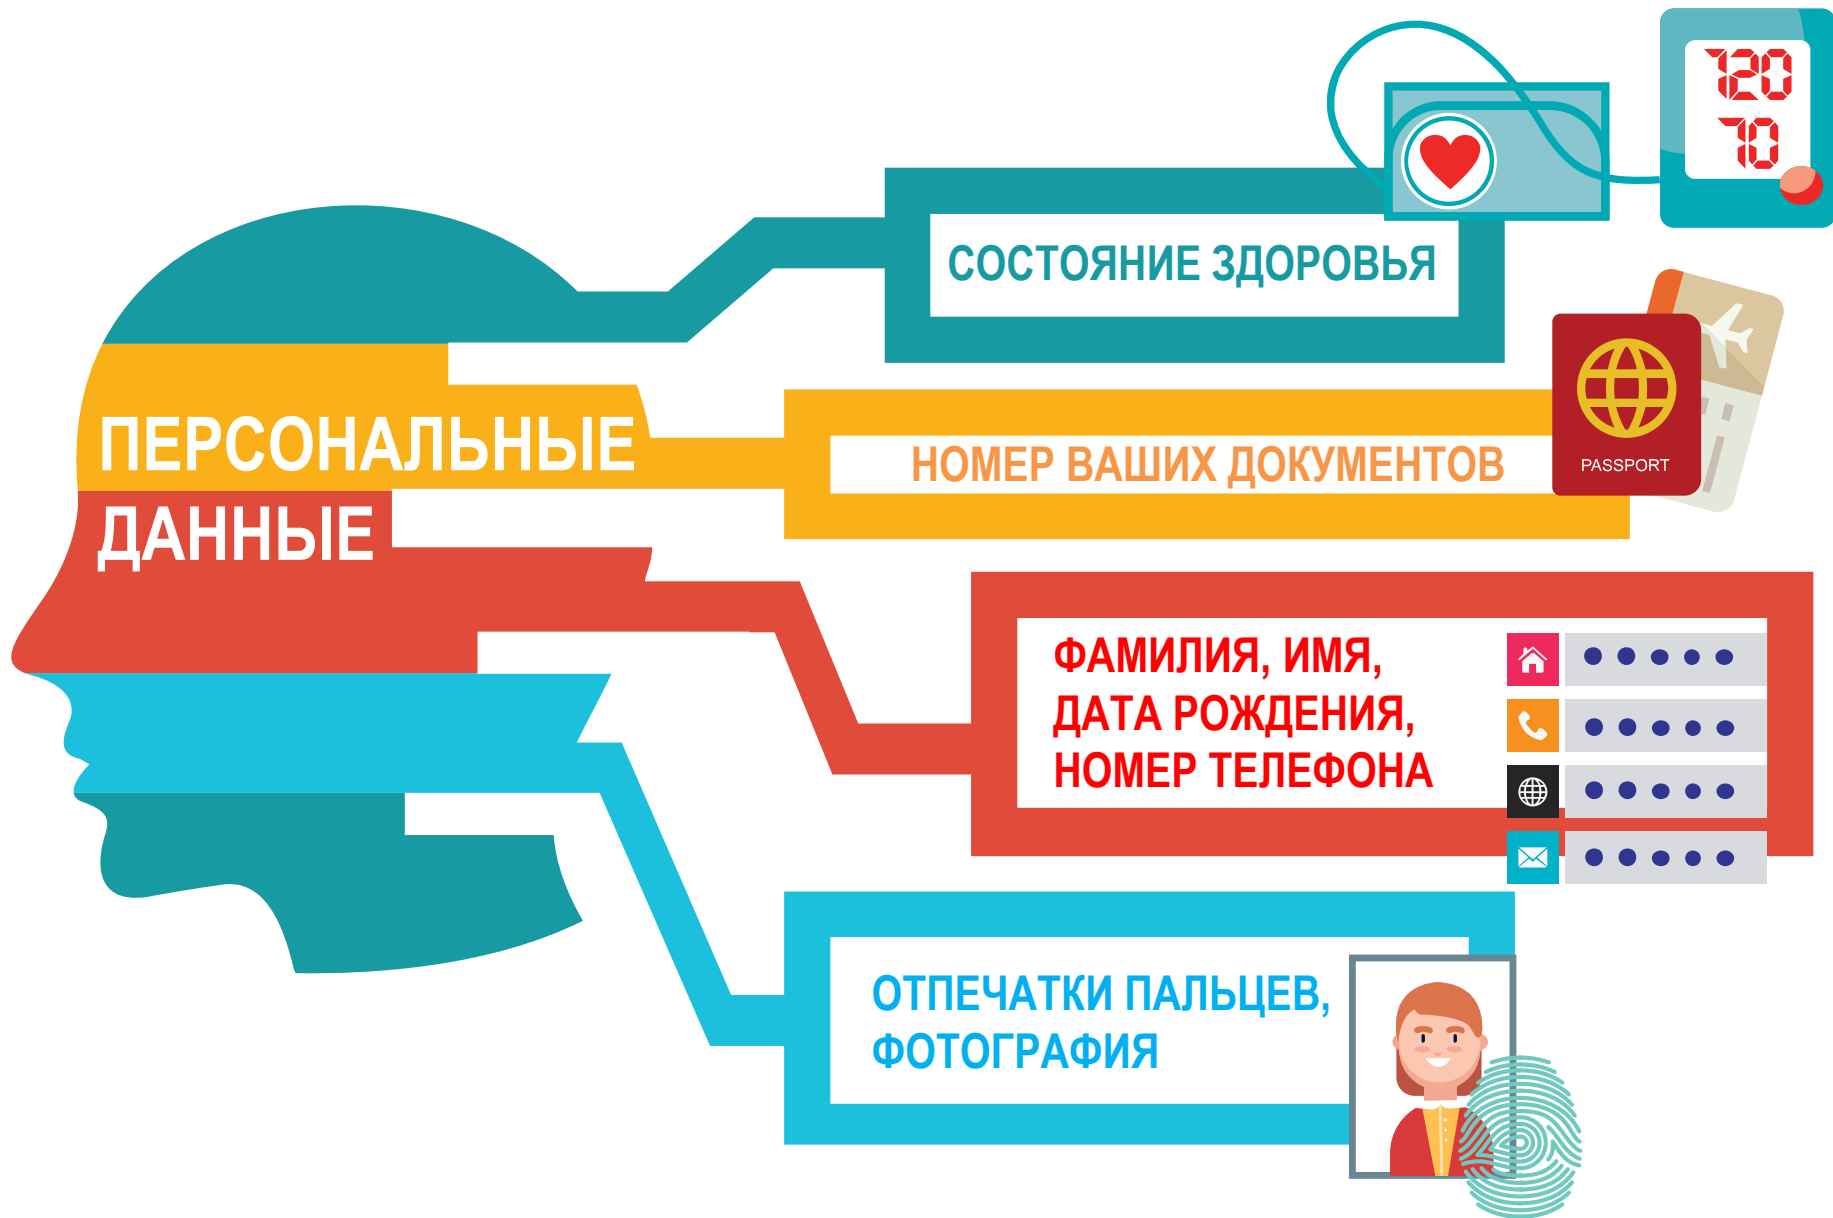 120
70
СОСТОЯНИЕ ЗДОРОВЬЯ
ПЕРСОНАЛЬНЫЕ
ДАННЫЕ
НОМЕР ВАШИХ ДОКУМЕНТОВ
PASSPORT
ФАМИЛИЯ, ИМЯ,
ДАТА РОЖДЕНИЯ,
НОМЕР ТЕЛЕФОНА
ОТПЕЧАТКИ ПАЛЬЦЕВ,
ФОТОГРАФИЯ